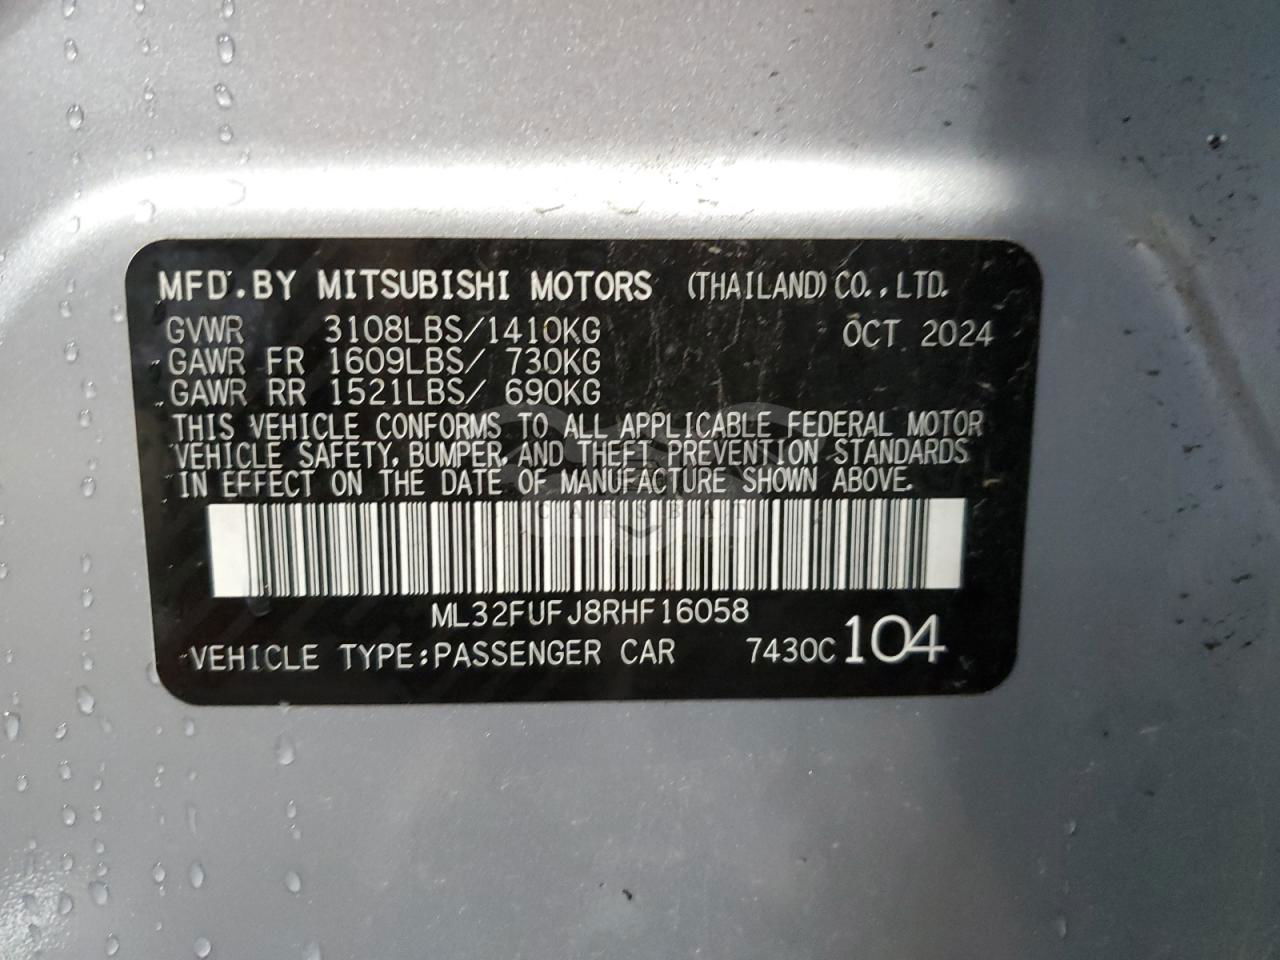 MFD.BY MITSUBISHI MOTORS (THAILAND) CO., LTD.
GVWR 3108LBS/1410KG OCT 2024
GAWR FR 1609LBS/ 730KG
GAWR RR 1521LBS/ 690KG
THIS VEHICLE CONFORMS TO ALL APPLICABLE FEDERAL MOTOR
VEHICLE SAFETY, BUMPER, AND THEFT PREVENTION STANDARDS
IN EFFECT ON THE DATE OF MANUFACTURE SHOWN ABOVE.
CARSBAT
ML32FUFJ8RHF16058
VEHICLE TYPE:PASSENGER CAR 7430C 104